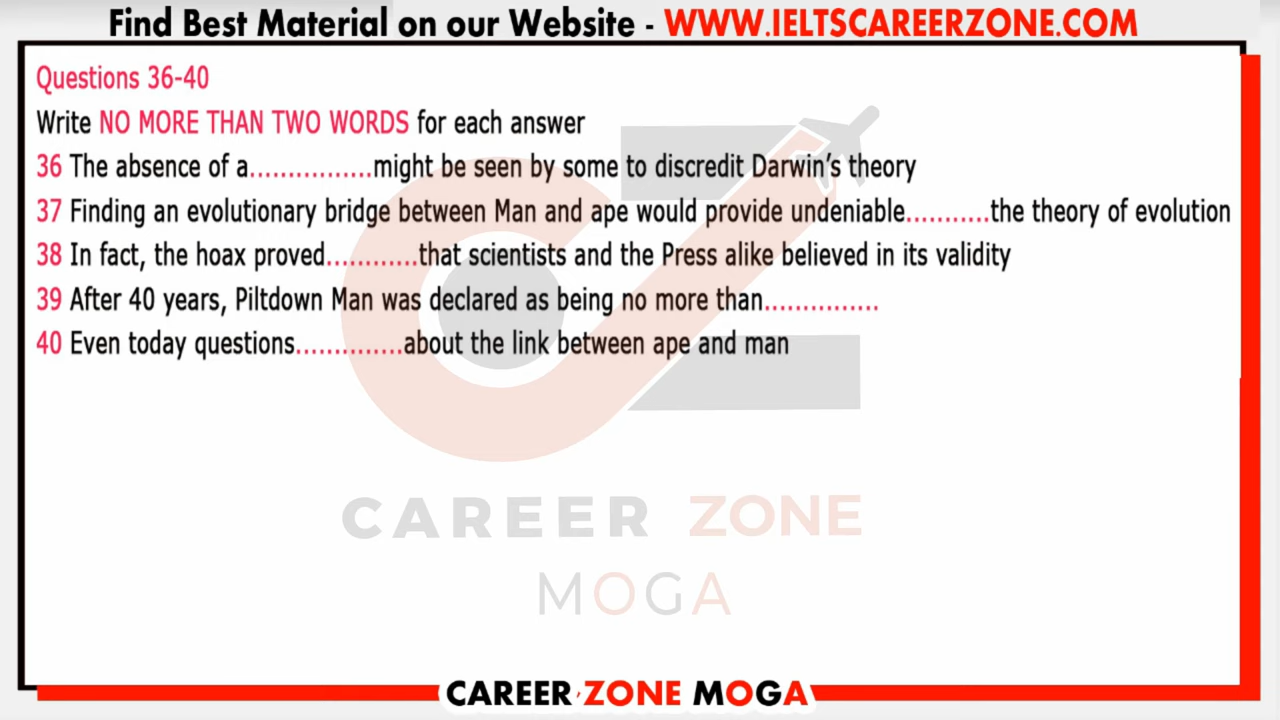 Find Best Material on our Website - WWW.IELTSCAREERZONE.COM
Questions 36-40
Write NO MORE THAN TWO WORDS for each answer
36 The absence of a................might be seen by some to discredit Darwin's theory
37 Finding an evolutionary bridge between Man and ape would provide undeniable...........the theory of evolution
38 In fact, the hoax proved............that scientists and the Press alike believed in its validity
39 After 40 years, Piltdown Man was declared as being no more than...............
40 Even today questions..............about the link between ape and man
CAREER ZONE
MOGA
CAREER ZONE MOGA